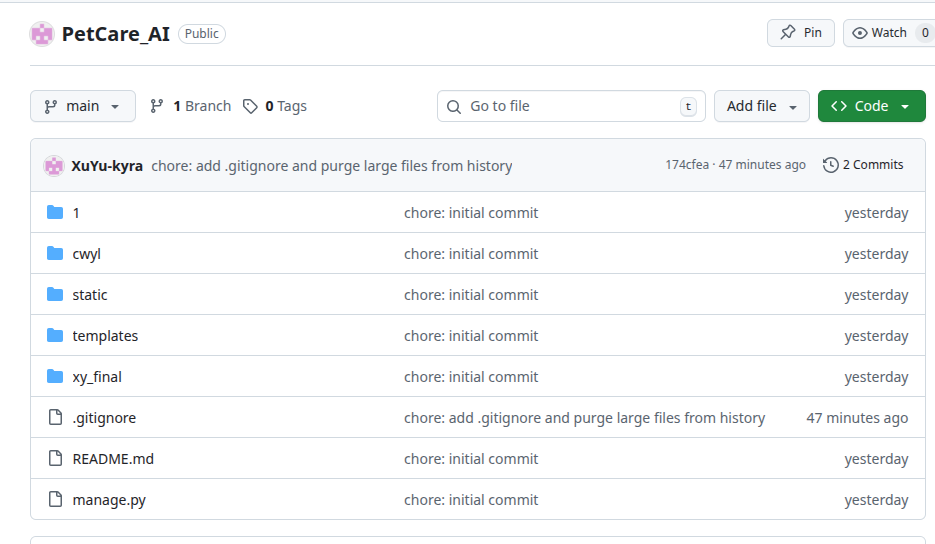 PetCare_AI Public Pin Watch 0
main 1 Branch 0 Tags Go to file t Add file Code
XuYu-kyra chore: add .gitignore and purge large files from history 174cfea · 47 minutes ago 2 Commits
1 chore: initial commit yesterday
cwyl chore: initial commit yesterday
static chore: initial commit yesterday
templates chore: initial commit yesterday
xy_final chore: initial commit yesterday
.gitignore chore: add .gitignore and purge large files from history 47 minutes ago
README.md chore: initial commit yesterday
manage.py chore: initial commit yesterday